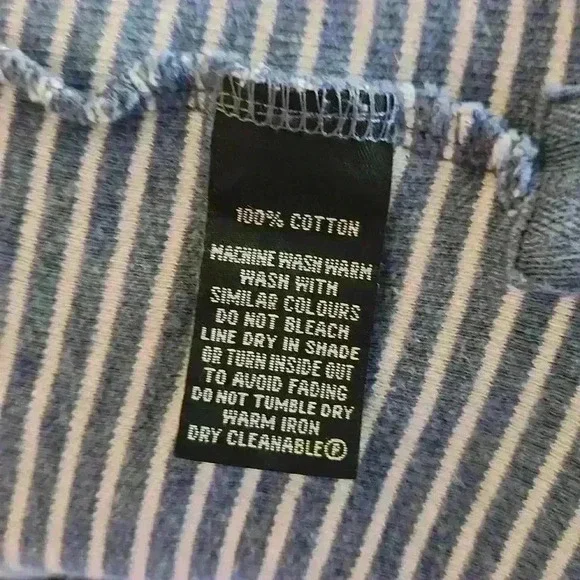 100% COTTON
MACHINE WASH WARM
WASH WITH
SIMILAR COLOURS
DO NOT BLEACH
LINE DRY IN SHADE
OR TURN INSIDE OUT
TO AVOID FADING
DO NOT TUMBLE DRY
WARM IRON
DRY CLEANABLE Ⓟ